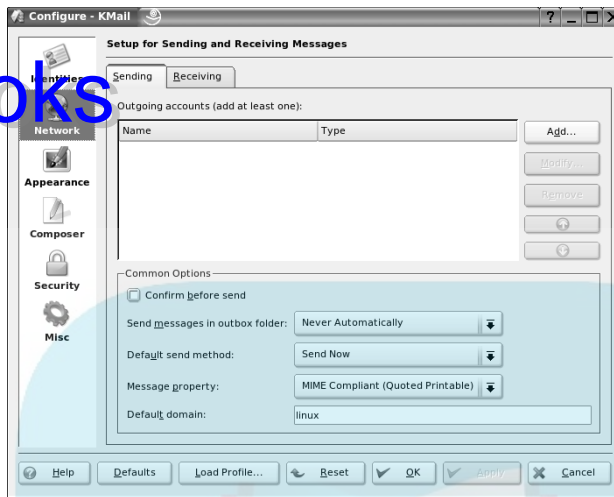 Configure - KMail
Setup for Sending and Receiving Messages
Identities
Network
Appearance
Composer
Security
Misc
oks
Sending
Receiving
Outgoing accounts (add at least one):
Name
Type
Add...
Modify...
Remove
Common Options
Confirm before send
Send messages in outbox folder:
Never Automatically
Default send method:
Send Now
Message property:
MIME Compliant (Quoted Printable)
Default domain:
linux
Help
Defaults
Load Profile...
Reset
OK
Apply
Cancel